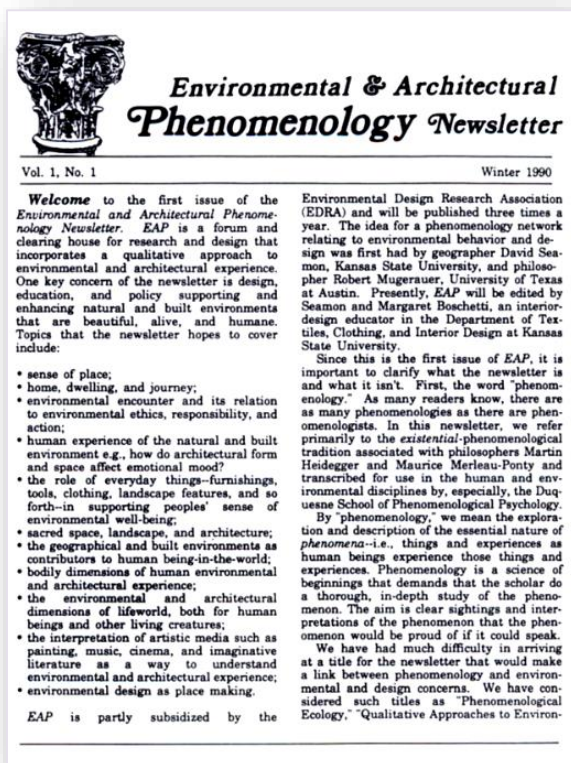 Environmental & Architectural
Phenomenology Newsletter
Vol. 1, No. 1
Winter 1990
Welcome to the first issue of the
Environmental and Architectural Phenome-
nology Newsletter. EAP is a forum and
clearing house for research and design that
incorporates a qualitative approach to
environmental and architectural experience.
One key concern of the newsletter is design,
education, and policy supporting and
enhancing natural and built environments
that are beautiful, alive, and humane.
Topics that the newsletter hopes to cover
include:
• sense of place;
• home, dwelling, and journey;
• environmental encounter and its relation
to environmental ethics, responsibility, and
action;
• human experience of the natural and built
environment e.g., how do architectural form
and space affect emotional mood?
• the role of everyday things--furnishings,
tools, clothing, landscape features, and so
forth--in supporting peoples' sense of
environmental well-being;
• sacred space, landscape, and architecture;
• the geographical and built environments as
contributors to human being-in-the-world;
• bodily dimensions of human environmental
and architectural experience;
• the environmental and architectural
dimensions of lifeworld, both for human
beings and other living creatures;
• the interpretation of artistic media such as
painting, music, cinema, and imaginative
literature as a way to understand
environmental and architectural experience;
• environmental design as place making.
EAP is partly subsidized by the
Environmental Design Research Association
(EDRA) and will be published three times a
year. The idea for a phenomenology network
relating to environmental behavior and de-
sign was first had by geographer David Sea-
mon, Kansas State University, and philoso-
pher Robert Mugerauer, University of Texas
at Austin. Presently, EAP will be edited by
Seamon and Margaret Boschetti, an interior-
design educator in the Department of Tex-
tiles, Clothing, and Interior Design at Kansas
State University.
Since this is the first issue of EAP, it is
important to clarify what the newsletter is
and what it isn't. First, the word "phenom-
enology." As many readers know, there are
as many phenomenologies as there are phen-
omenologists. In this newsletter, we refer
primarily to the existential-phenomenological
tradition associated with philosophers Martin
Heidegger and Maurice Merleau-Ponty and
transcribed for use in the human and env-
ironmental disciplines by, especially, the Duq-
uesne School of Phenomenological Psychology.
By "phenomenology," we mean the explora-
tion and description of the essential nature of
phenomena--i.e., things and experiences as
human beings experience those things and
experiences. Phenomenology is a science of
beginnings that demands that the scholar do
a thorough, in-depth study of the pheno-
menon. The aim is clear sightings and inter-
pretations of the phenomenon that the phen-
omenon would be proud of if it could speak.
We have had much difficulty in arriving
at a title for the newsletter that would make
a link between phenomenology and environ-
mental and design concerns. We have con-
sidered such titles as "Phenomenological
Ecology," "Qualitative Approaches to Environ-